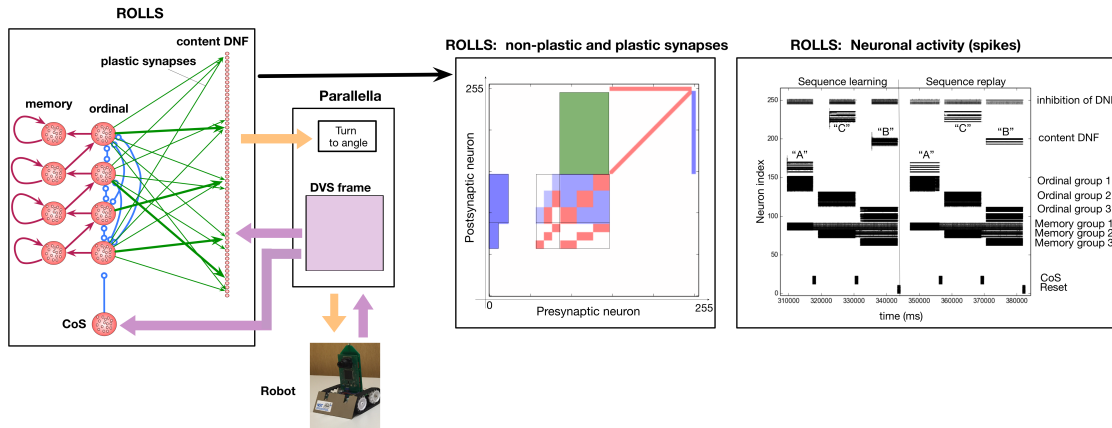 ROLLS
content DNF
plastic synapses
memory
ordinal
CoS
Parallella
Turn
to angle
DVS frame
Robot
ROLLS: non-plastic and plastic synapses
255
Postsynaptic neuron
0
0
255
Presynaptic neuron
ROLLS: Neuronal activity (spikes)
Sequence learning
Sequence replay
250
200
150
100
50
0
Neuron index
"A"
"C"
"B"
"A"
"C"
"B"
inhibition of DNF
content DNF
Ordinal group 1
Ordinal group 2
Ordinal group 3
Memory group 1
Memory group 2
Memory group 3
CoS
Reset
310000 320000 330000 340000 350000 360000 370000 380000
time (ms)